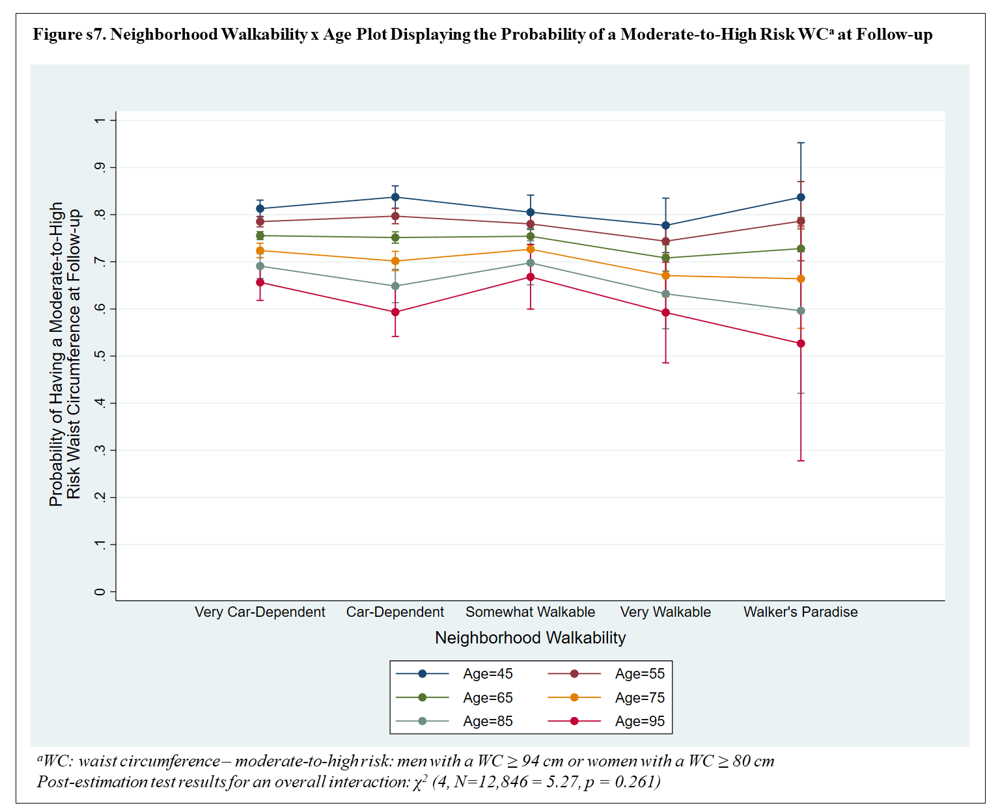 Figure s7. Neighborhood Walkability x Age Plot Displaying the Probability of a Moderate-to-High Risk WCᵃ at Follow-up
Probability of Having a Moderate-to-High
Risk Waist Circumference at Follow-up
1
.9
.8
.7
.6
.5
.4
.3
.2
.1
0
Very Car-Dependent Car-Dependent Somewhat Walkable Very Walkable Walker's Paradise
Neighborhood Walkability
Age=45 Age=55
Age=65 Age=75
Age=85 Age=95
ᵃWC: waist circumference – moderate-to-high risk: men with a WC ≥ 94 cm or women with a WC ≥ 80 cm
Post-estimation test results for an overall interaction: χ² (4, N=12,846 = 5.27, p = 0.261)